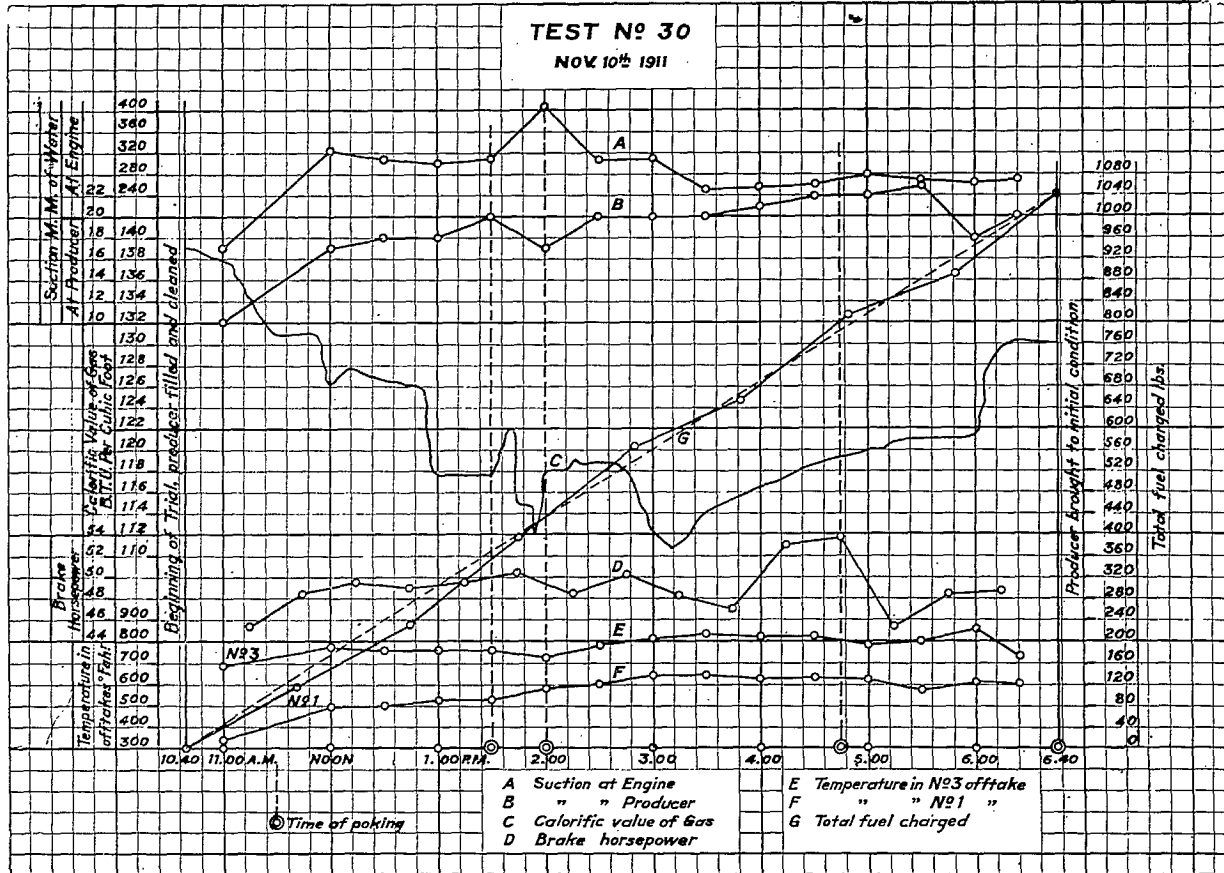 TEST Nº 30
NOV. 10th 1911
Suction M.M. of Water
At Producer At Engine
400
360
320
280
22 240
20
18 140
16 138
14 136
12 134
10 132
130
128
126
124
122
120
118
116
114
54 112
52 110
50
48
46 900
44 800
700
600
500
400
300
Calorific Value of Gas
B.T.U. Per Cubic Foot
Brake
Horsepower
Temperature in
offtakes °Fahr
Beginning of Trial, producer filled and cleaned
A
B
C
D
E
F
G
Nº3
Nº1
Producer brought to initial condition
Total fuel charged lbs.
1080
1040
1000
960
920
880
840
800
760
720
680
640
600
560
520
480
440
400
360
320
280
240
200
160
120
80
40
0
10.40 11.00 A.M. NOON 1.00 P.M. 2.00 3.00 4.00 5.00 6.00 6.40
Time of poking
A Suction at Engine
B " " Producer
C Calorific value of Gas
D Brake horsepower
E Temperature in Nº3 offtake
F " " Nº1 "
G Total fuel charged